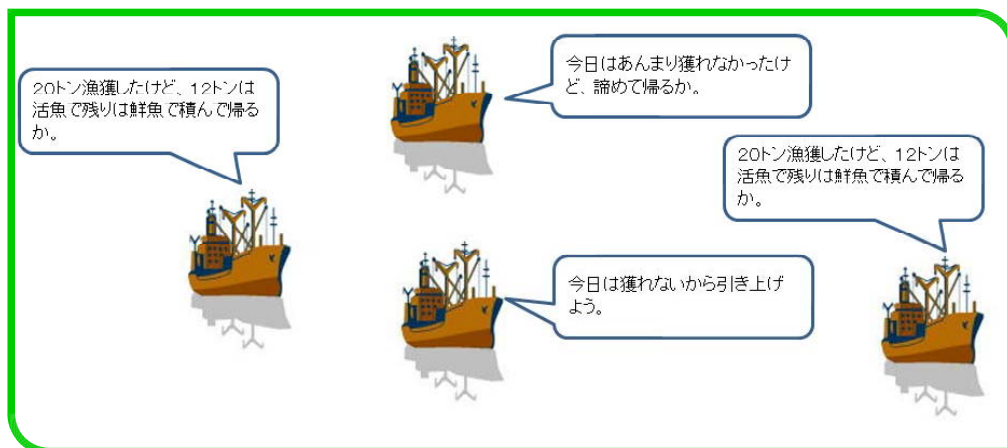 20トン漁獲したけど、12トンは
活魚で残りは鮮魚で積んで帰る
か。
今日はあんまり獲れなかったけ
ど、諦めて帰るか。
20トン漁獲したけど、12トンは
活魚で残りは鮮魚で積んで帰る
か。
今日は獲れないから引き上げ
よう。